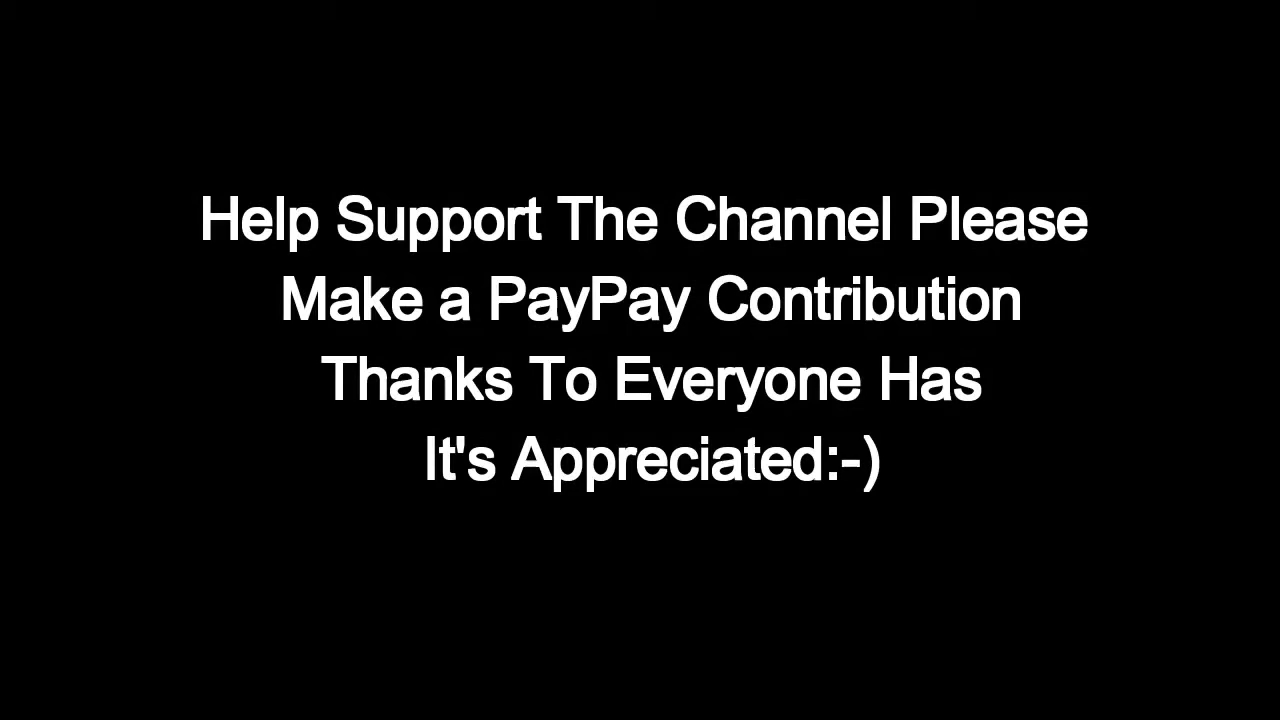 Help Support The Channel Please
Make a PayPay Contribution
Thanks To Everyone Has
It's Appreciated:-)